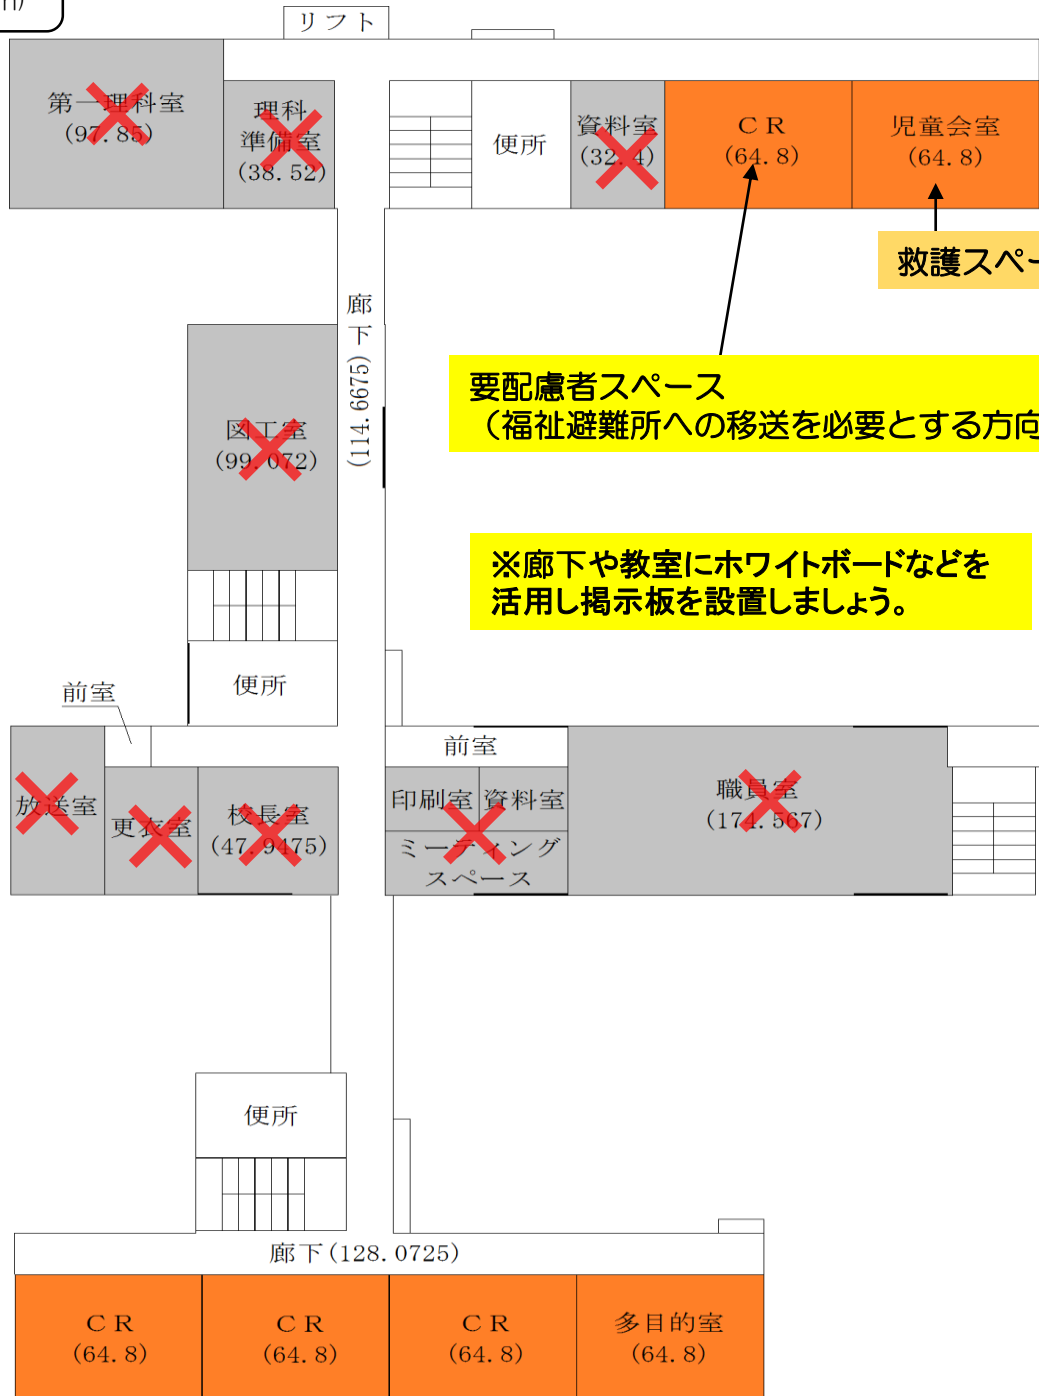 リフト
第一理科室
(97.85)
理科
準備室
(38.52)
便所
資料室
(32.4)
ＣＲ
(64.8)
児童会室
(64.8)
救護スペー
廊下
(114.6675)
要配慮者スペース
（福祉避難所への移送を必要とする方向
図工室
(99.072)
※廊下や教室にホワイトボードなどを
活用し掲示板を設置しましょう。
便所
前室
前室
放送室
更衣室
校長室
(47.9475)
印刷室
資料室
ミーティング
スペース
職員室
(174.567)
便所
廊下(128.0725)
ＣＲ
(64.8)
ＣＲ
(64.8)
ＣＲ
(64.8)
多目的室
(64.8)